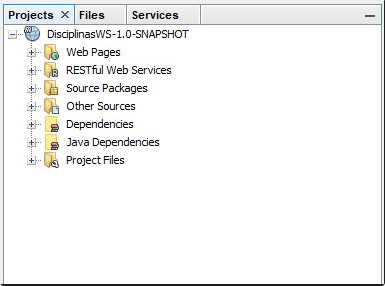 Projects Files Services
DisciplinasWS-1.0-SNAPSHOT
Web Pages
RESTful Web Services
Source Packages
Other Sources
Dependencies
Java Dependencies
Project Files